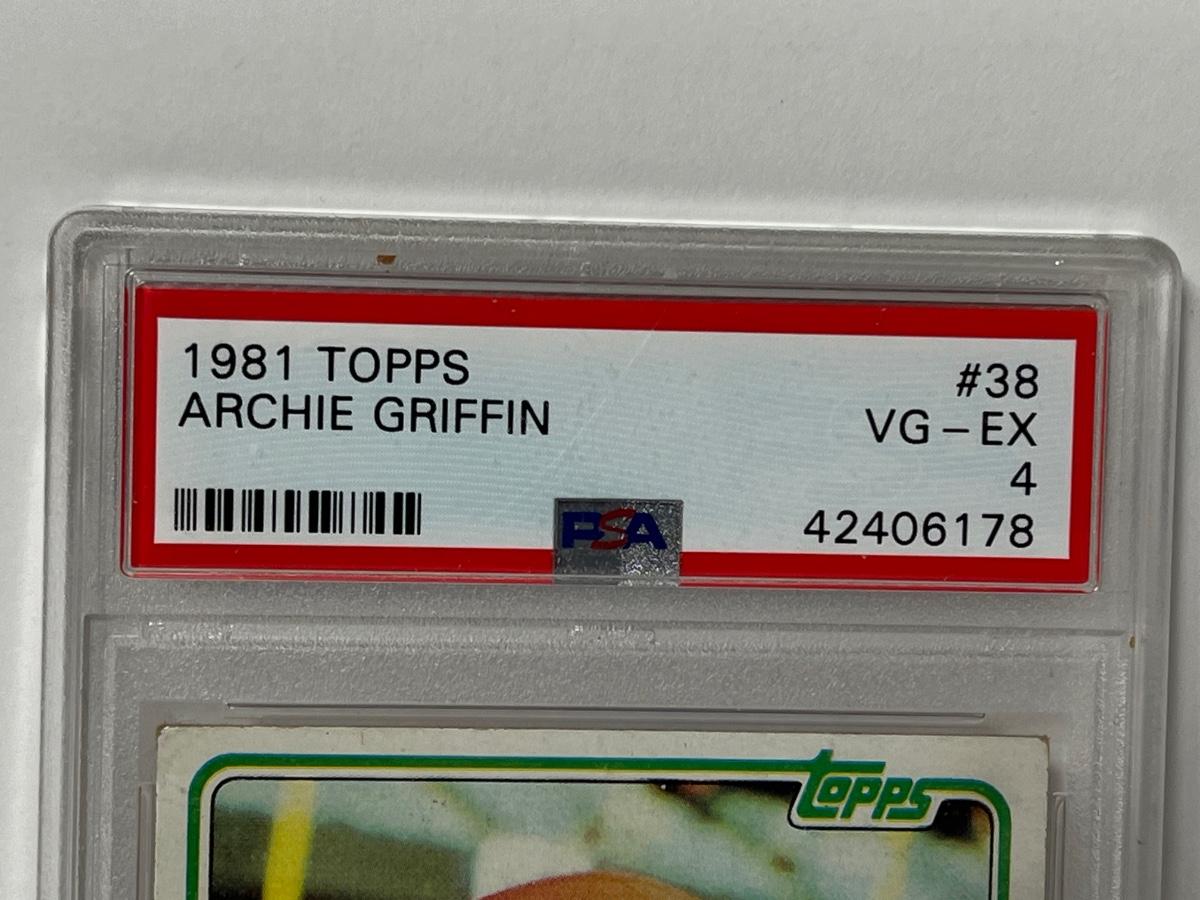 1981 TOPPS
ARCHIE GRIFFIN
#38
VG-EX
4
42406178
PSA
topps